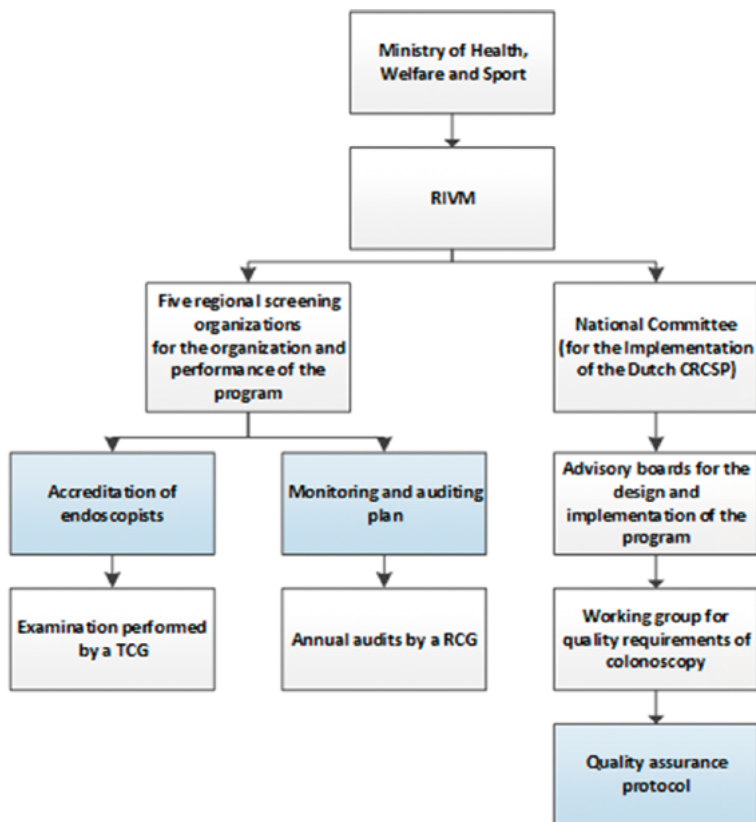 Ministry of Health,
Welfare and Sport
RIVM
Five regional screening
organizations
for the organization and
performance of the
program
National Committee
(for the Implementation
of the Dutch CRCSP)
Accreditation of
endoscopists
Monitoring and auditing
plan
Advisory boards for the
design and
implementation of the
program
Examination performed
by a TCG
Annual audits by a RCG
Working group for
quality requirements of
colonoscopy
Quality assurance
protocol